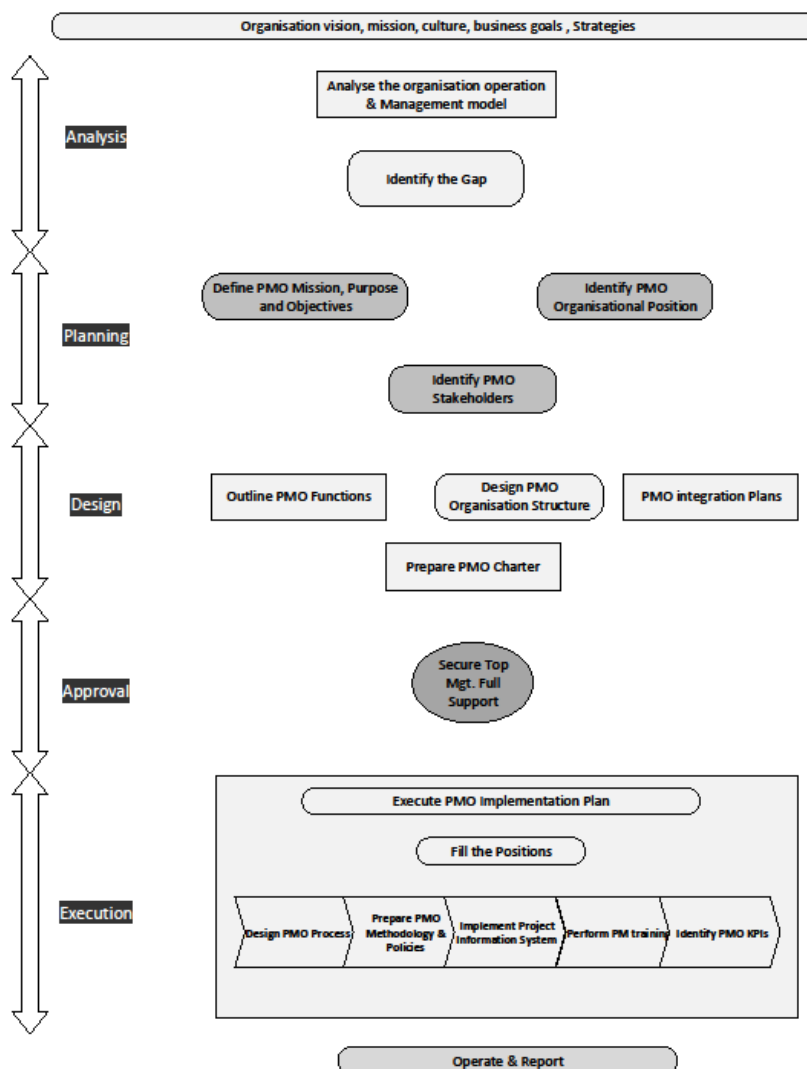 Organisation vision, mission, culture, business goals , Strategies
Analyse the organisation operation
& Management model
Analysis
Identify the Gap
Define PMO Mission, Purpose
and Objectives
Identify PMO
Organisational Position
Planning
Identify PMO
Stakeholders
Outline PMO Functions
Design PMO
Organisation Structure
PMO integration Plans
Design
Prepare PMO Charter
Secure Top
Mgt. Full
Support
Approval
Execute PMO Implementation Plan
Fill the Positions
Execution
Design PMO Process
Prepare PMO
Methodology &
Policies
Implement Project
Information System
Perform PM training
Identify PMO KPIs
Operate & Report